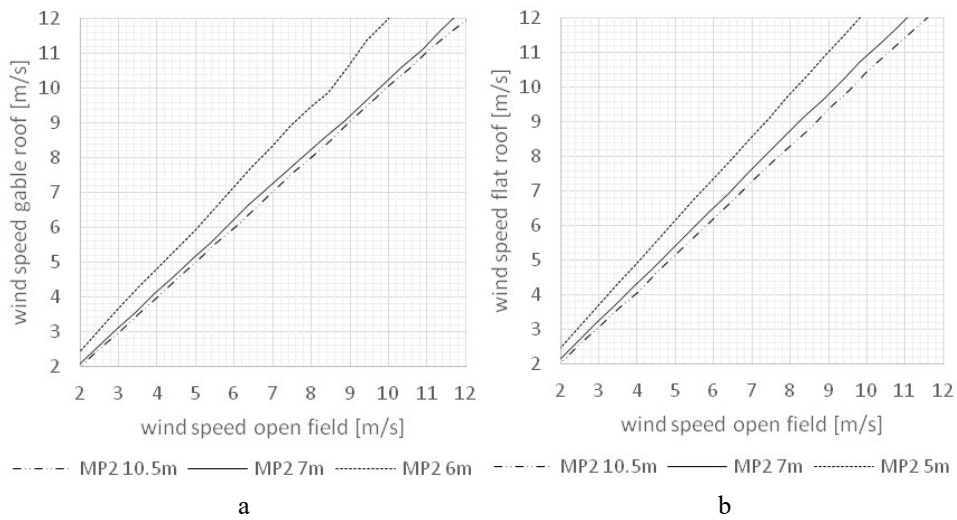 wind speed gable roof [m/s]
12
11
10
9
8
7
6
5
4
3
2
2 3 4 5 6 7 8 9 10 11 12
wind speed open field [m/s]
MP2 10.5m MP2 7m MP2 6m
a
wind speed flat roof [m/s]
12
11
10
9
8
7
6
5
4
3
2
2 3 4 5 6 7 8 9 10 11 12
wind speed open field [m/s]
MP2 10.5m MP2 7m MP2 5m
b